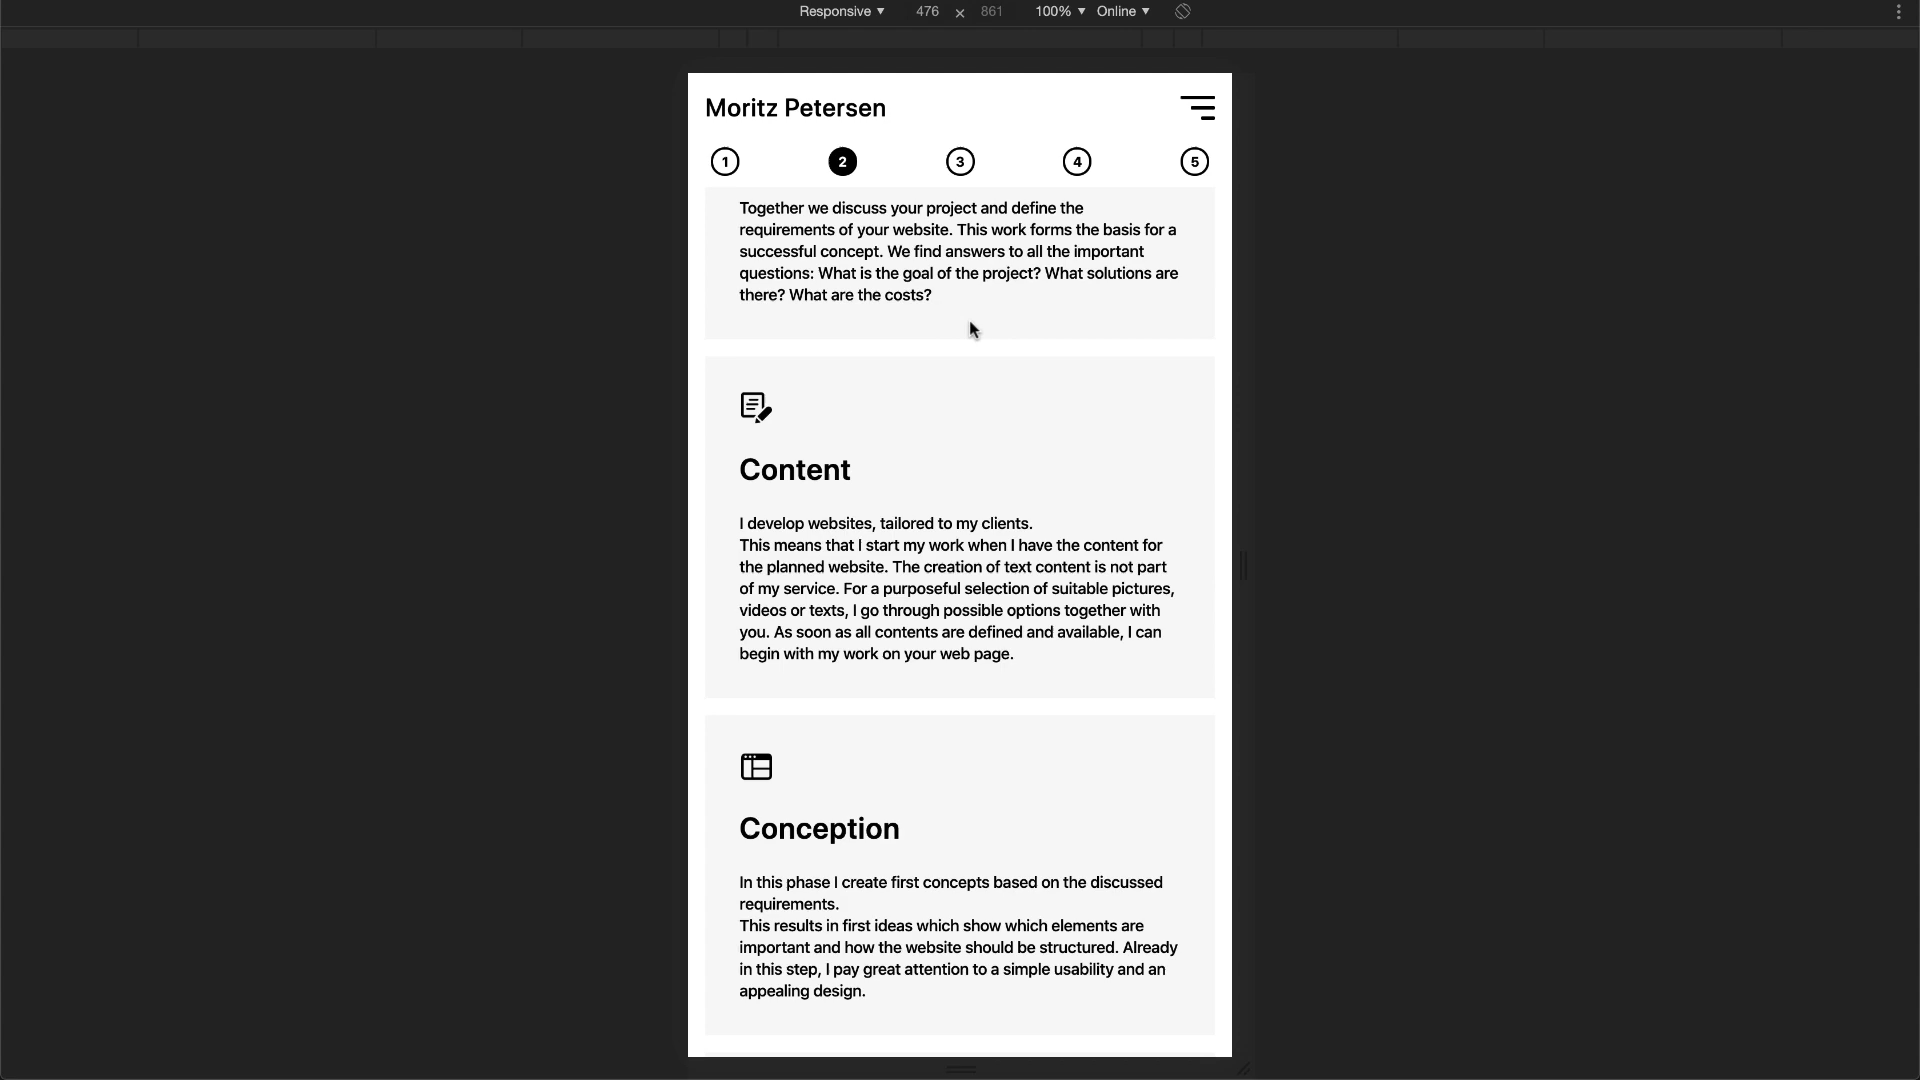 Responsive ▼ 476 × 861 100% ▼ Online ▼
Moritz Petersen
1 2 3 4 5
Together we discuss your project and define the
requirements of your website. This work forms the basis for a
successful concept. We find answers to all the important
questions: What is the goal of the project? What solutions are
there? What are the costs?
Content
I develop websites, tailored to my clients.
This means that I start my work when I have the content for
the planned website. The creation of text content is not part
of my service. For a purposeful selection of suitable pictures,
videos or texts, I go through possible options together with
you. As soon as all contents are defined and available, I can
begin with my work on your web page.
Conception
In this phase I create first concepts based on the discussed
requirements.
This results in first ideas which show which elements are
important and how the website should be structured. Already
in this step, I pay great attention to a simple usability and an
appealing design.